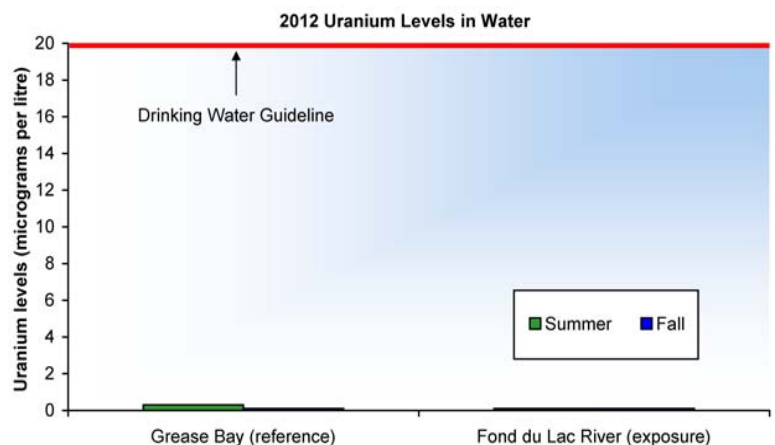 2012 Uranium Levels in Water
Uranium levels (micrograms per litre)
20
18
16
14
12
10
8
6
4
2
0
Drinking Water Guideline
Summer Fall
Grease Bay (reference) Fond du Lac River (exposure)